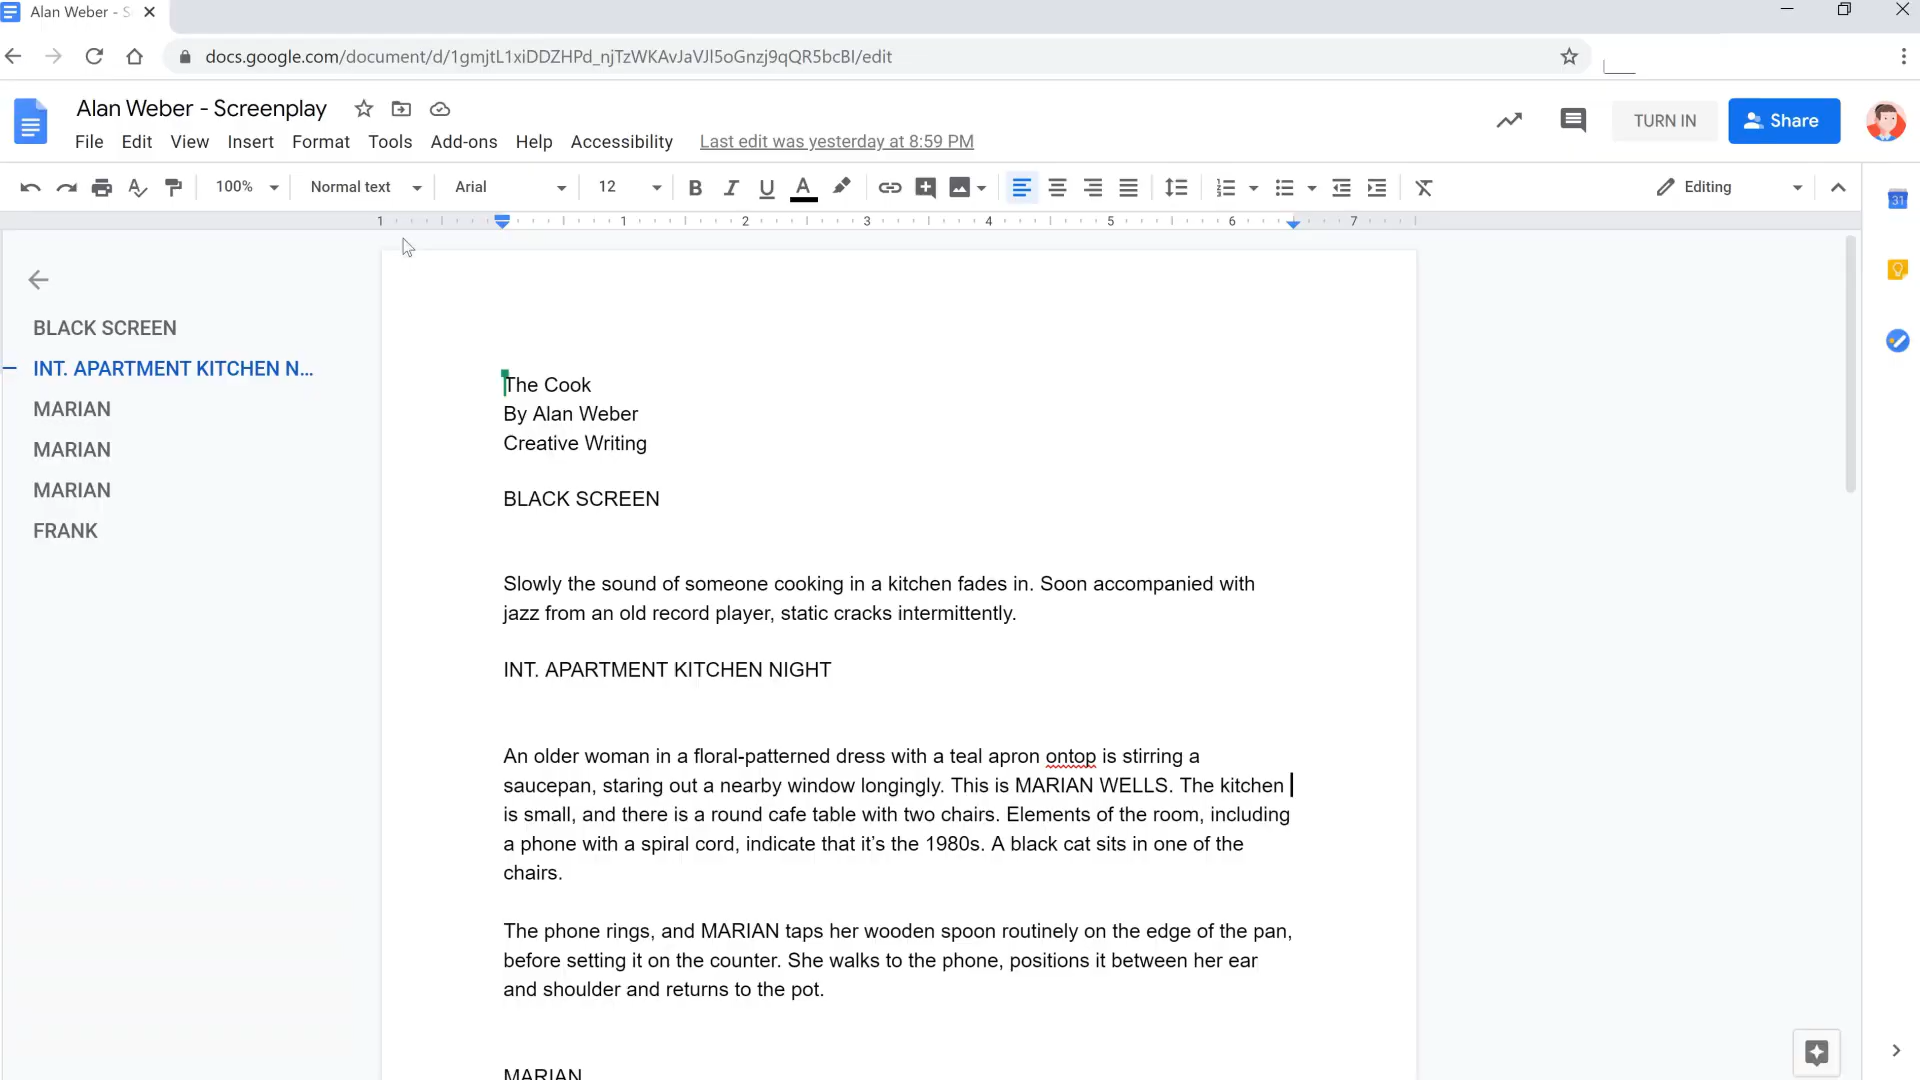 Alan Weber - S
docs.google.com/document/d/1gmjtL1xiDDZHPd_njTzWKAvJaVJl5oGnzj9qQR5bcBI/edit
Alan Weber - Screenplay
File Edit View Insert Format Tools Add-ons Help Accessibility Last edit was yesterday at 8:59 PM
TURN IN
Share
100% Normal text Arial 12 Editing
1 1 2 3 4 5 6 7
31
BLACK SCREEN
INT. APARTMENT KITCHEN N...
MARIAN
MARIAN
MARIAN
FRANK
The Cook
By Alan Weber
Creative Writing
BLACK SCREEN
Slowly the sound of someone cooking in a kitchen fades in. Soon accompanied with
jazz from an old record player, static cracks intermittently.
INT. APARTMENT KITCHEN NIGHT
An older woman in a floral-patterned dress with a teal apron ontop is stirring a
saucepan, staring out a nearby window longingly. This is MARIAN WELLS. The kitchen
is small, and there is a round cafe table with two chairs. Elements of the room, including
a phone with a spiral cord, indicate that it’s the 1980s. A black cat sits in one of the
chairs.
The phone rings, and MARIAN taps her wooden spoon routinely on the edge of the pan,
before setting it on the counter. She walks to the phone, positions it between her ear
and shoulder and returns to the pot.
MARIAN